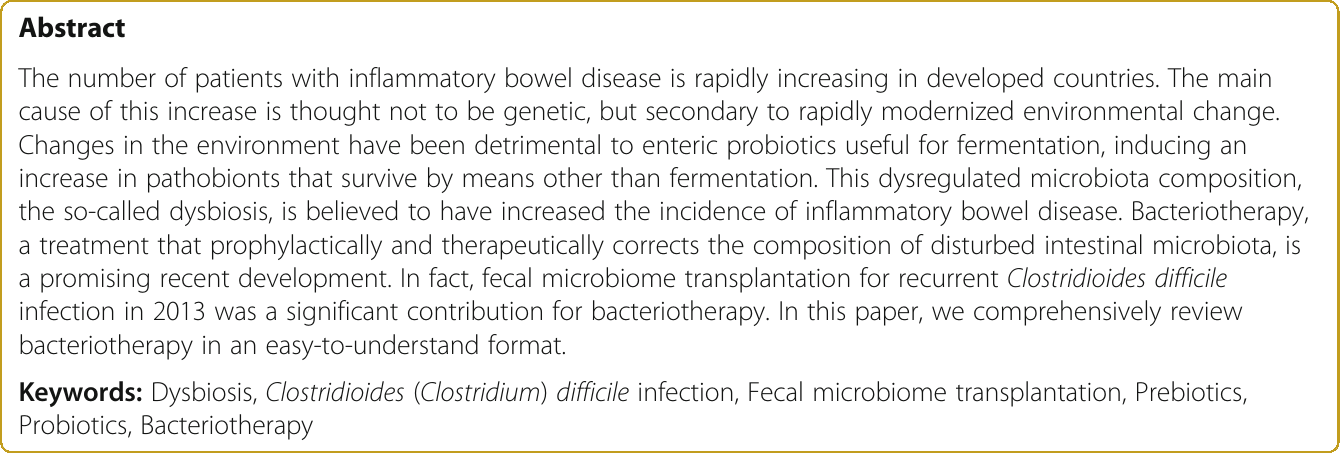 Abstract
The number of patients with inflammatory bowel disease is rapidly increasing in developed countries. The main
cause of this increase is thought not to be genetic, but secondary to rapidly modernized environmental change.
Changes in the environment have been detrimental to enteric probiotics useful for fermentation, inducing an
increase in pathobionts that survive by means other than fermentation. This dysregulated microbiota composition,
the so-called dysbiosis, is believed to have increased the incidence of inflammatory bowel disease. Bacteriotherapy,
a treatment that prophylactically and therapeutically corrects the composition of disturbed intestinal microbiota, is
a promising recent development. In fact, fecal microbiome transplantation for recurrent Clostridioides difficile
infection in 2013 was a significant contribution for bacteriotherapy. In this paper, we comprehensively review
bacteriotherapy in an easy-to-understand format.
Keywords: Dysbiosis, Clostridioides (Clostridium) difficile infection, Fecal microbiome transplantation, Prebiotics,
Probiotics, Bacteriotherapy